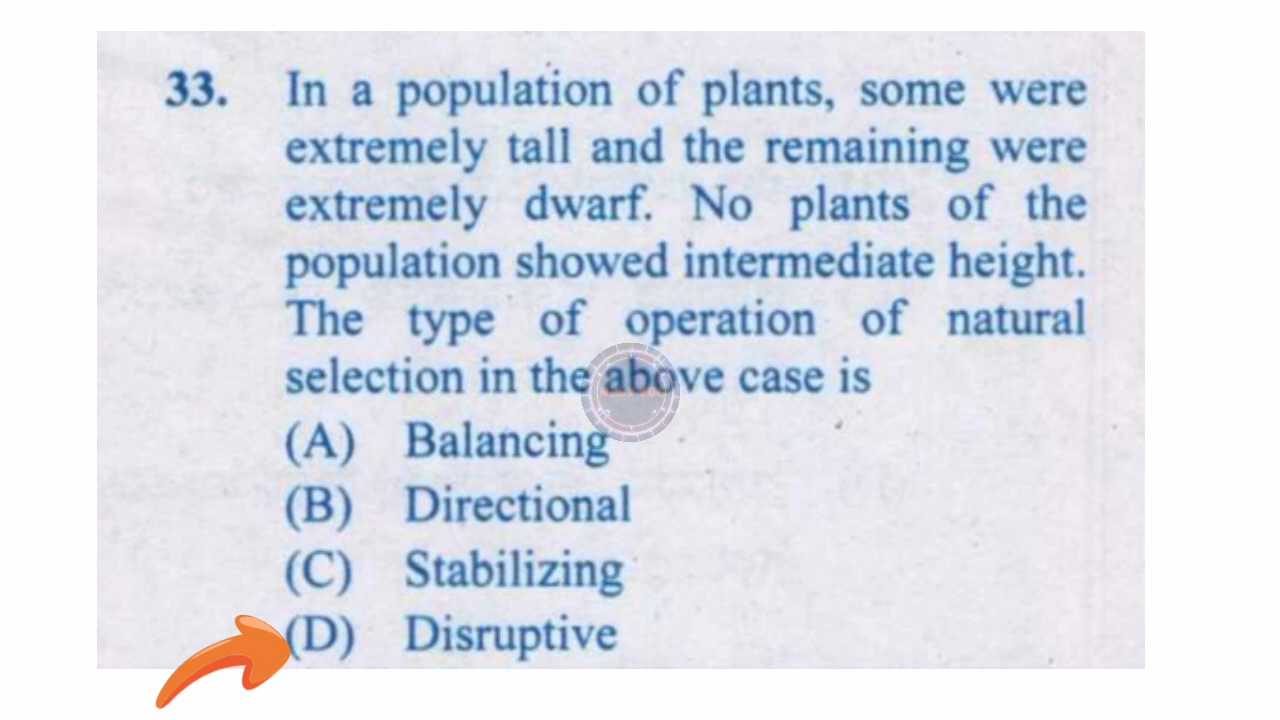 33. In a population of plants, some were
extremely tall and the remaining were
extremely dwarf. No plants of the
population showed intermediate height.
The type of operation of natural
selection in the above case is
(A) Balancing
(B) Directional
(C) Stabilizing
(D) Disruptive